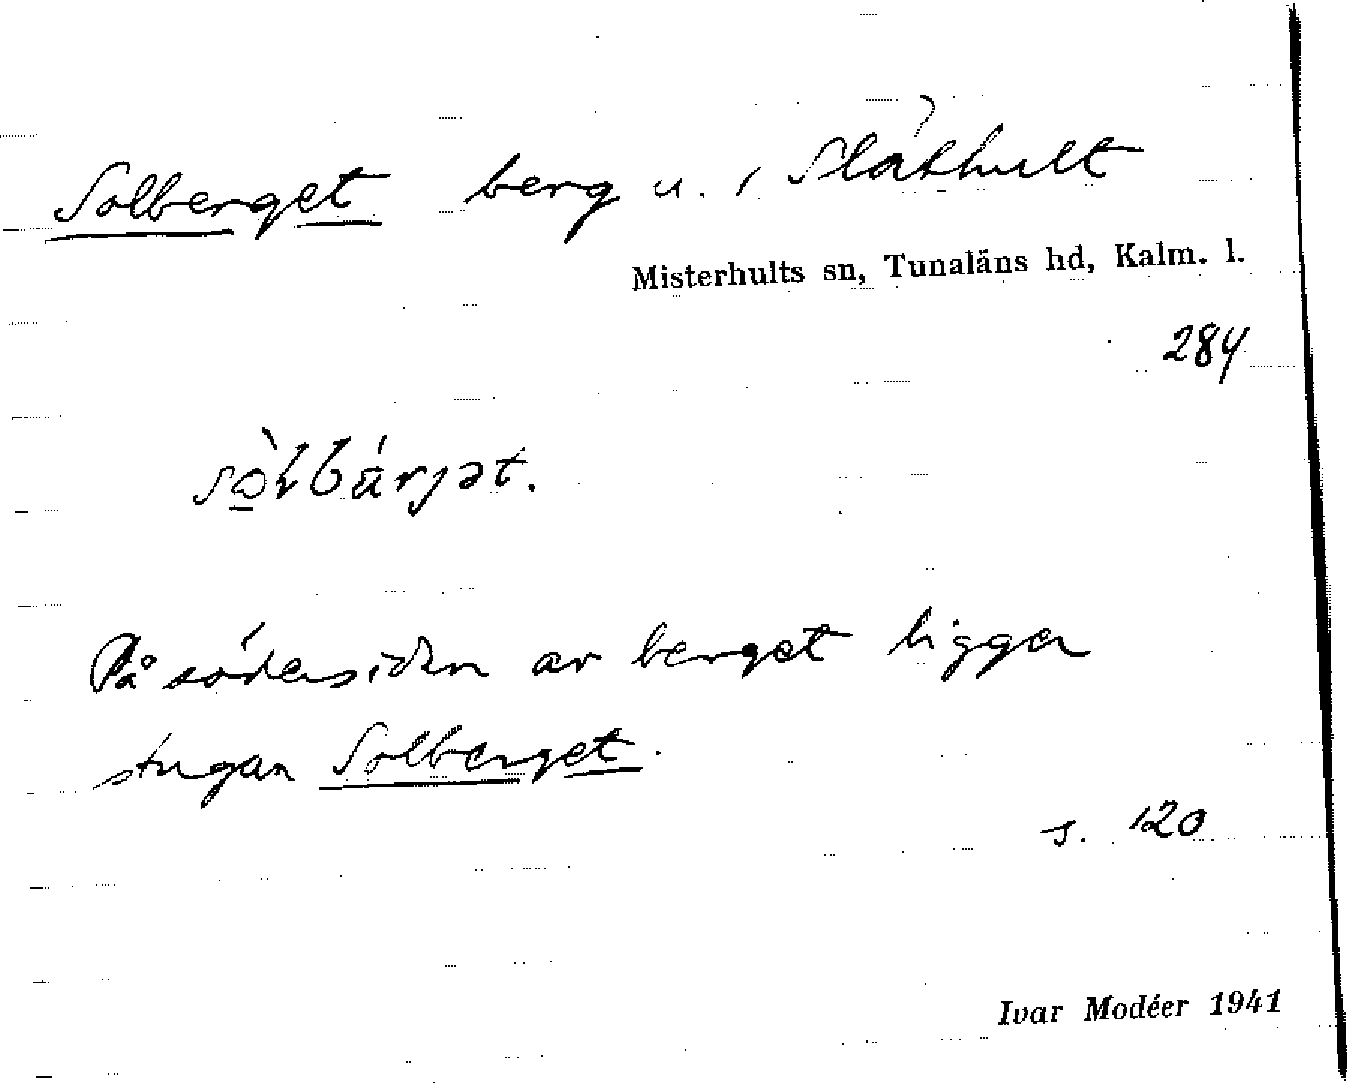 Solberget berg u. i Slåthult
Misterhults sn, Tunaläns hd, Kalm. l.
284
På södersidan av berget ligger
stugan Solberget.
s. 120
Ivar Modéer 1941